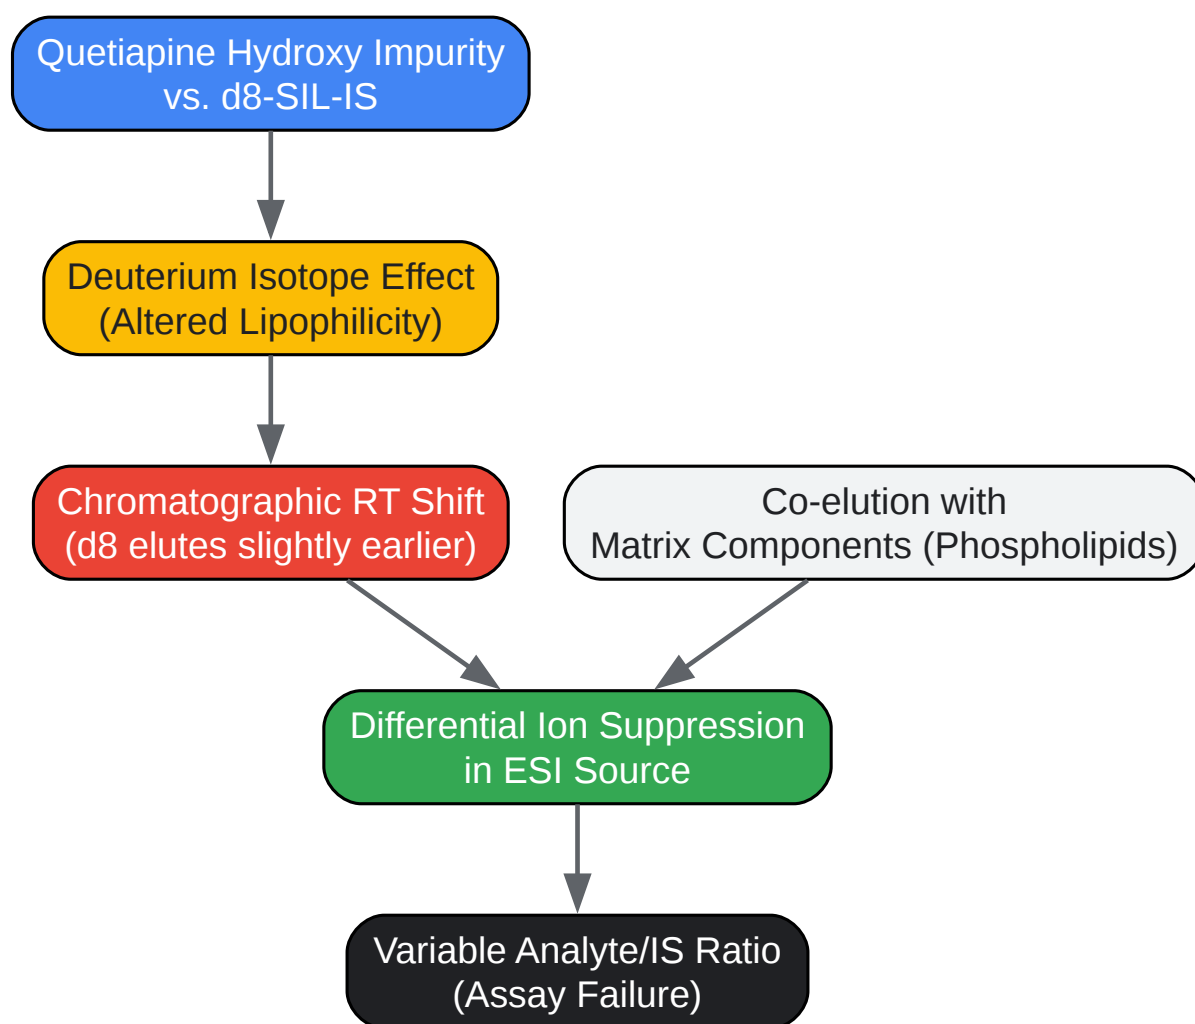 Quetiapine Hydroxy Impurity
vs. d8-SIL-IS
Deuterium Isotope Effect
(Altered Lipophilicity)
Chromatographic RT Shift
(d8 elutes slightly earlier)
Co-elution with
Matrix Components (Phospholipids)
Differential Ion Suppression
in ESI Source
Variable Analyte/IS Ratio
(Assay Failure)